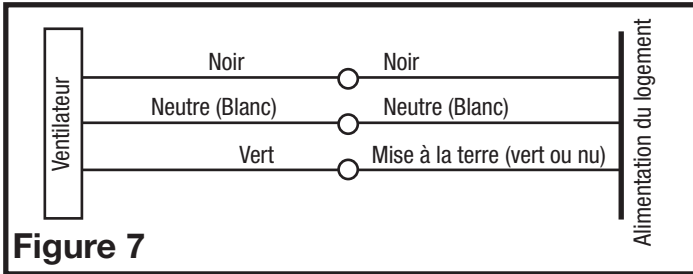 Ventilateur
Noir
Noir
Neutre (Blanc)
Neutre (Blanc)
Vert
Mise à la terre (vert ou nu)
Alimentation du logement
Figure 7